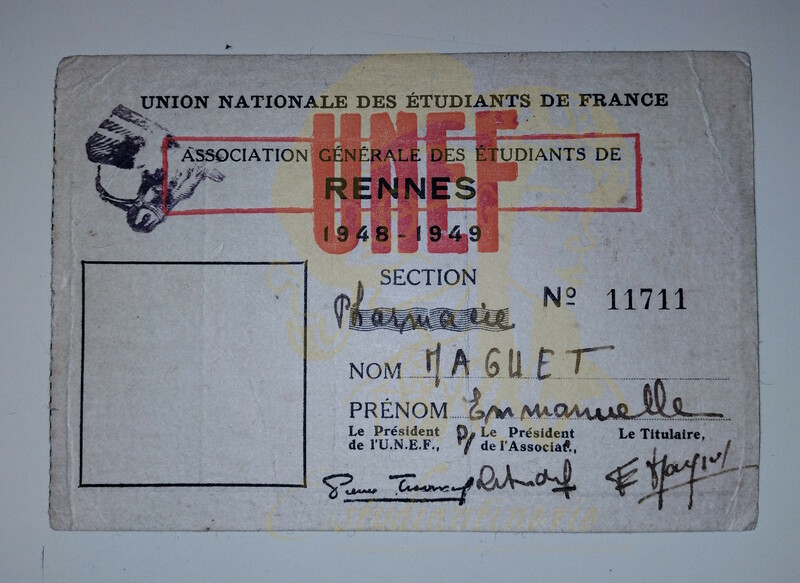 UNION NATIONALE DES ÉTUDIANTS DE FRANCE
UNEF
ASSOCIATION GÉNÉRALE DES ÉTUDIANTS DE
RENNES
1948-1949
SECTION
Pharmacie
Nº 11711
NOM MAGUET
PRÉNOM Emmanuelle
Le Président de l'U.N.E.F.,
P/ Le Président de l'Associat.,
Le Titulaire,